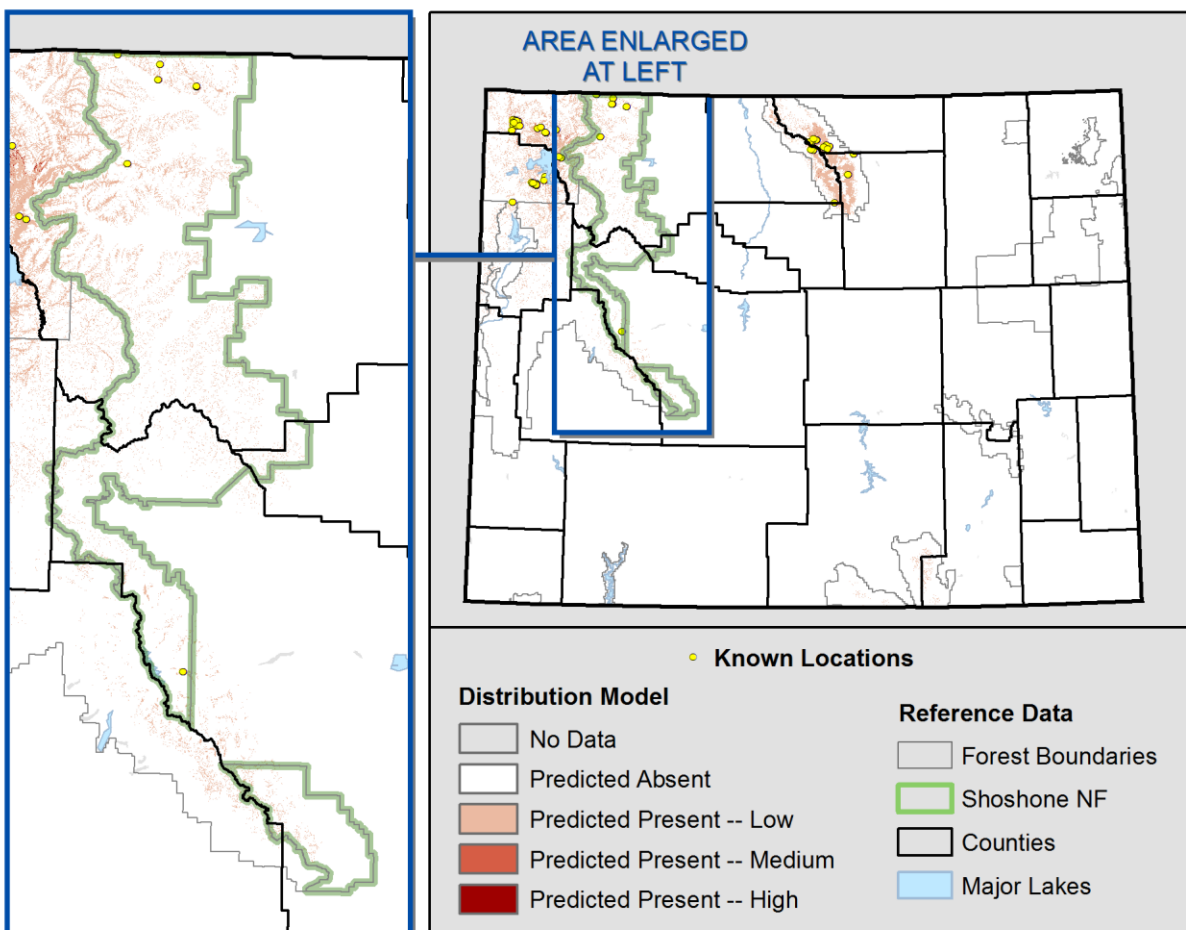 AREA ENLARGED
AT LEFT
Known Locations
Distribution Model
No Data
Predicted Absent
Predicted Present -- Low
Predicted Present -- Medium
Predicted Present -- High
Reference Data
Forest Boundaries
Shoshone NF
Counties
Major Lakes